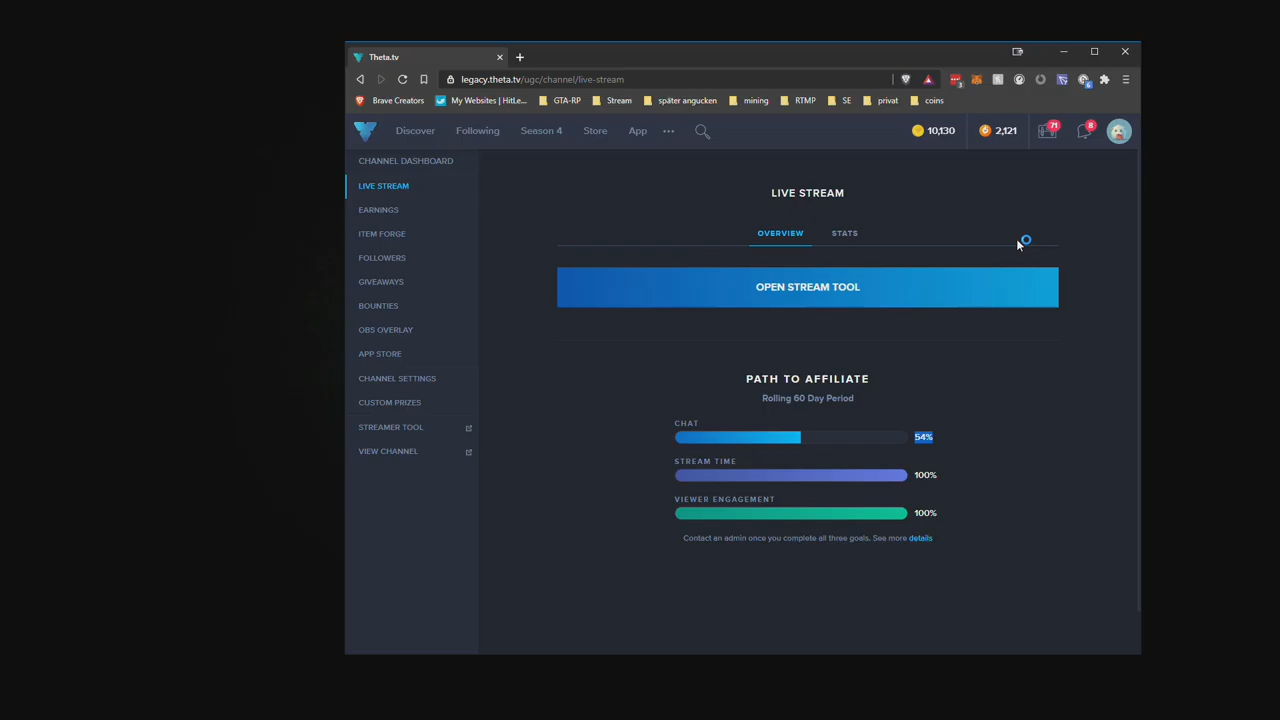 Theta.tv
legacy.theta.tv/ugc/channel/live-stream
3
6
Brave Creators
My Websites | HitLe...
GTA-RP
Stream
später angucken
mining
RTMP
SE
privat
coins
Discover
Following
Season 4
Store
App
10,130
2,121
71
8
CHANNEL DASHBOARD
LIVE STREAM
EARNINGS
ITEM FORGE
FOLLOWERS
GIVEAWAYS
BOUNTIES
OBS OVERLAY
APP STORE
CHANNEL SETTINGS
CUSTOM PRIZES
STREAMER TOOL
VIEW CHANNEL
LIVE STREAM
OVERVIEW
STATS
OPEN STREAM TOOL
PATH TO AFFILIATE
Rolling 60 Day Period
CHAT
54%
STREAM TIME
100%
VIEWER ENGAGEMENT
100%
Contact an admin once you complete all three goals. See more details